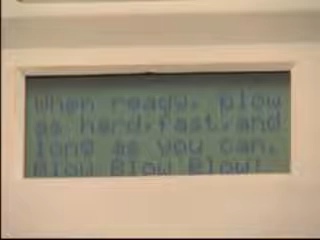 When ready, blow
as hard,fast,and
long as you can.
Blow Blow Blow!